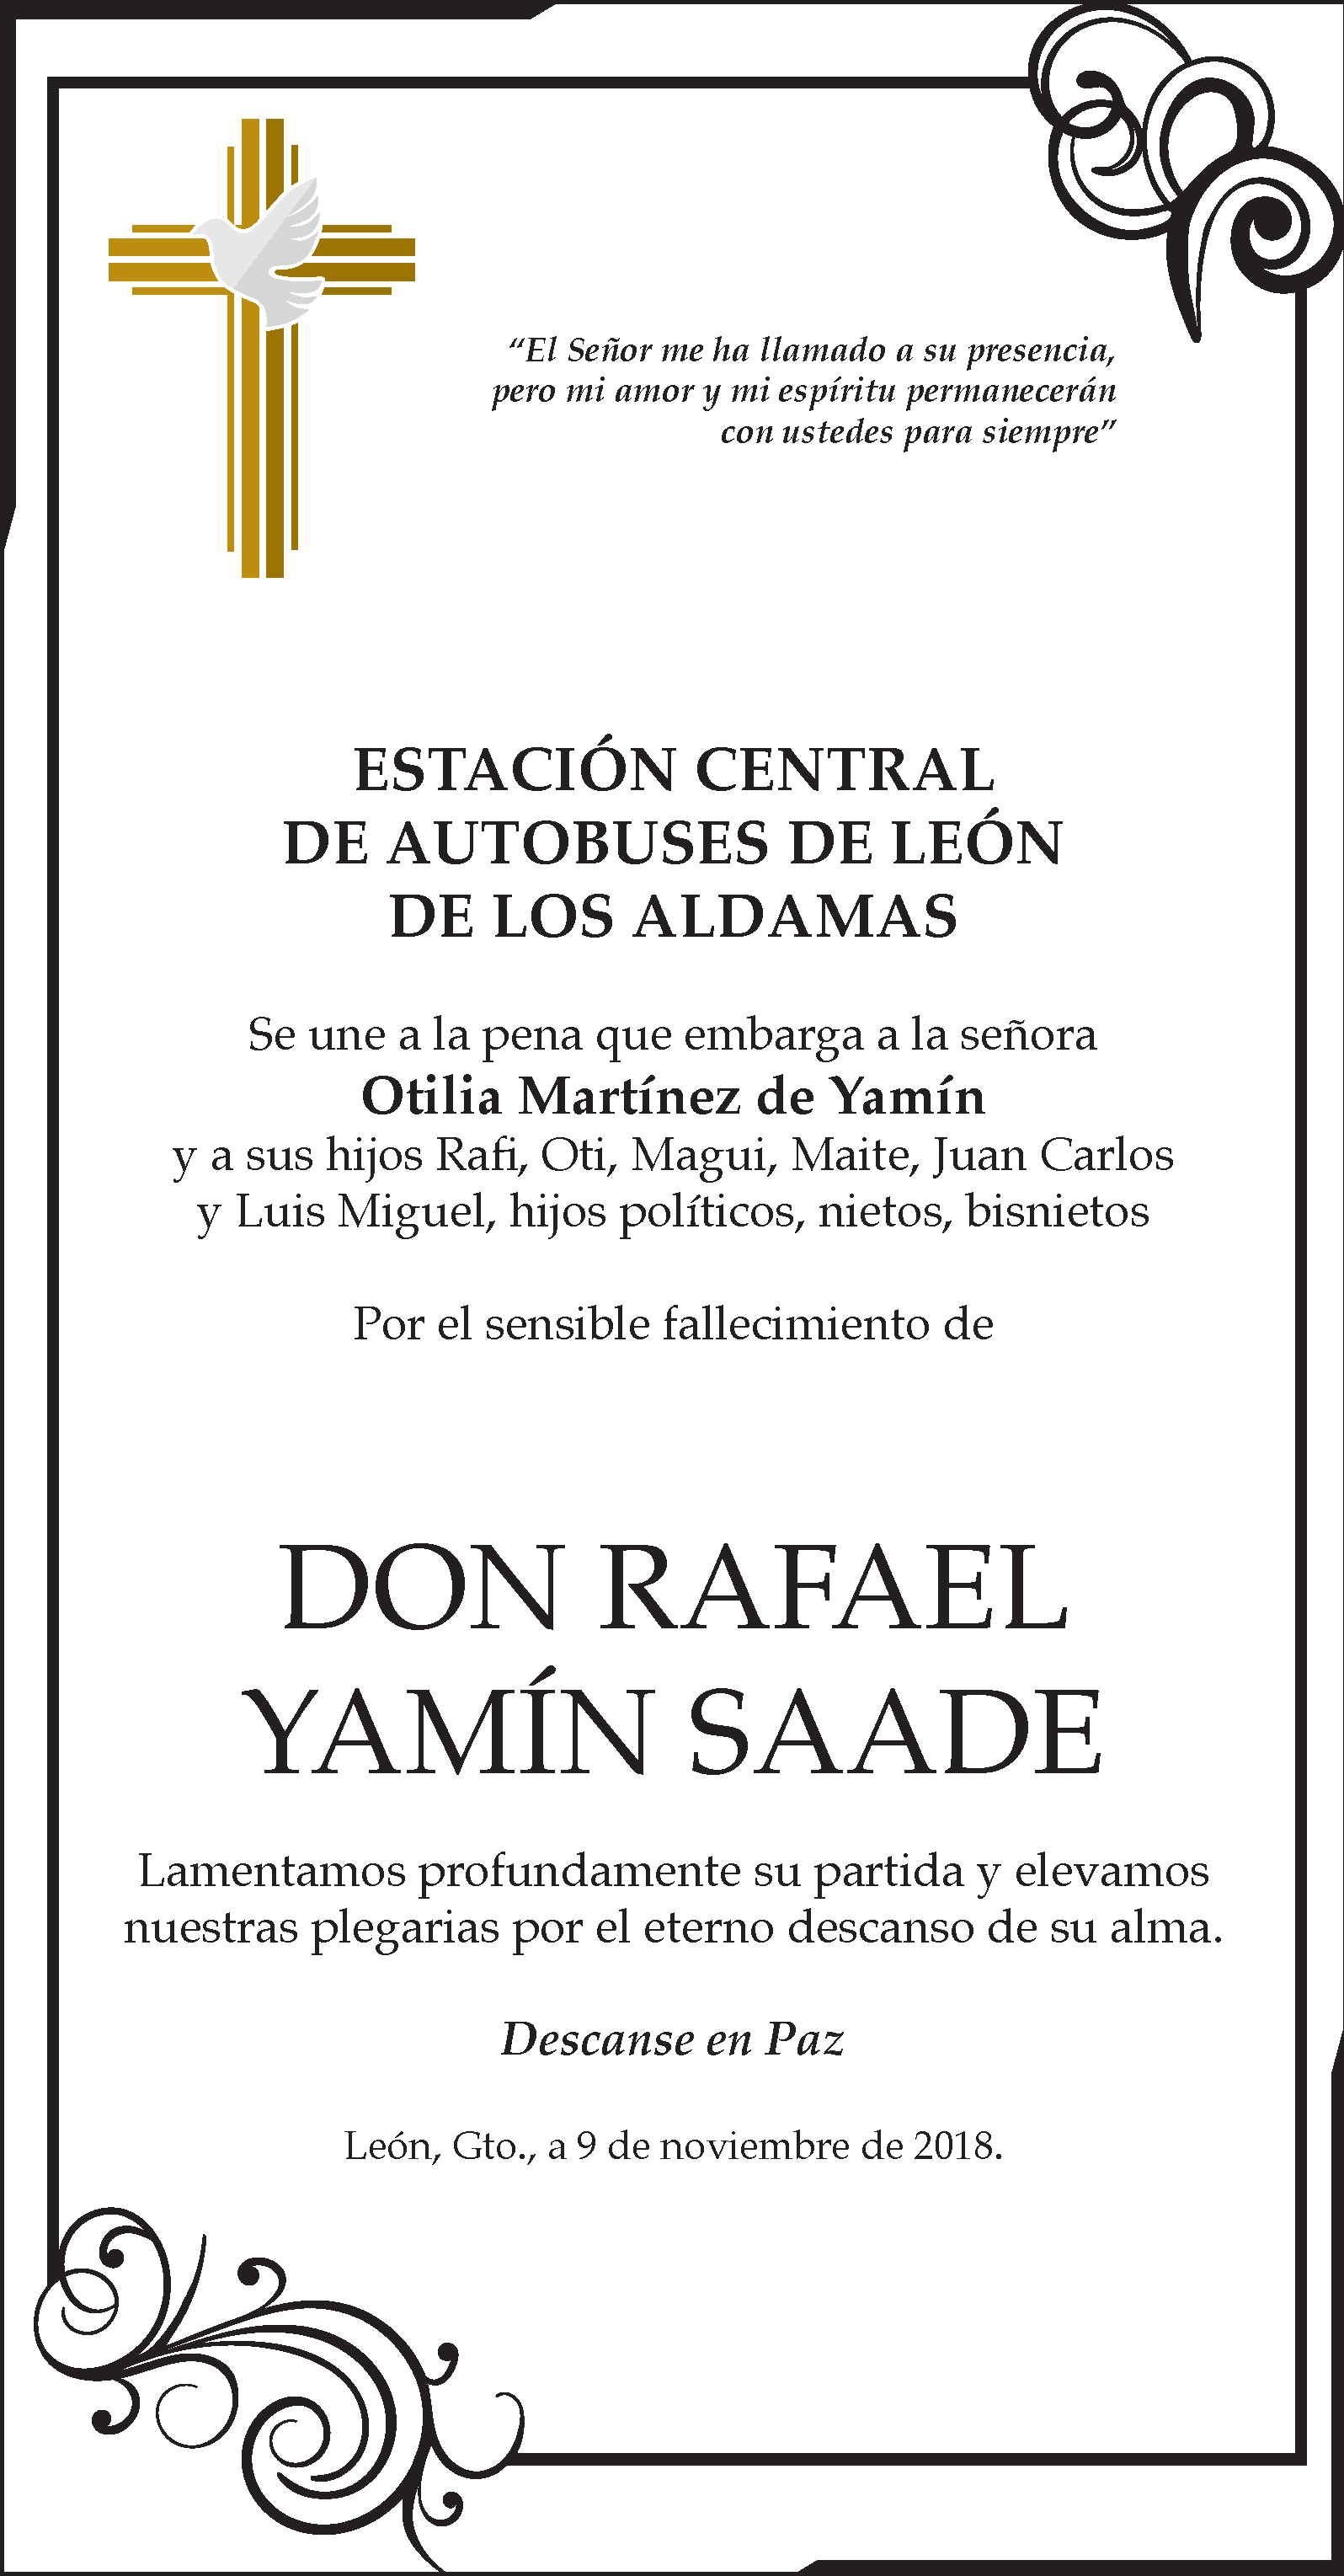 “El Señor me ha llamado a su presencia,
pero mi amor y mi espíritu permanecerán
con ustedes para siempre”
ESTACIÓN CENTRAL
DE AUTOBUSES DE LEÓN
DE LOS ALDAMAS
Se une a la pena que embarga a la señora
Otilia Martínez de Yamín
y a sus hijos Rafi, Oti, Magui, Maite, Juan Carlos
y Luis Miguel, hijos políticos, nietos, bisnietos
Por el sensible fallecimiento de
DON RAFAEL
YAMÍN SAADE
Lamentamos profundamente su partida y elevamos
nuestras plegarias por el eterno descanso de su alma.
Descanse en Paz
León, Gto., a 9 de noviembre de 2018.